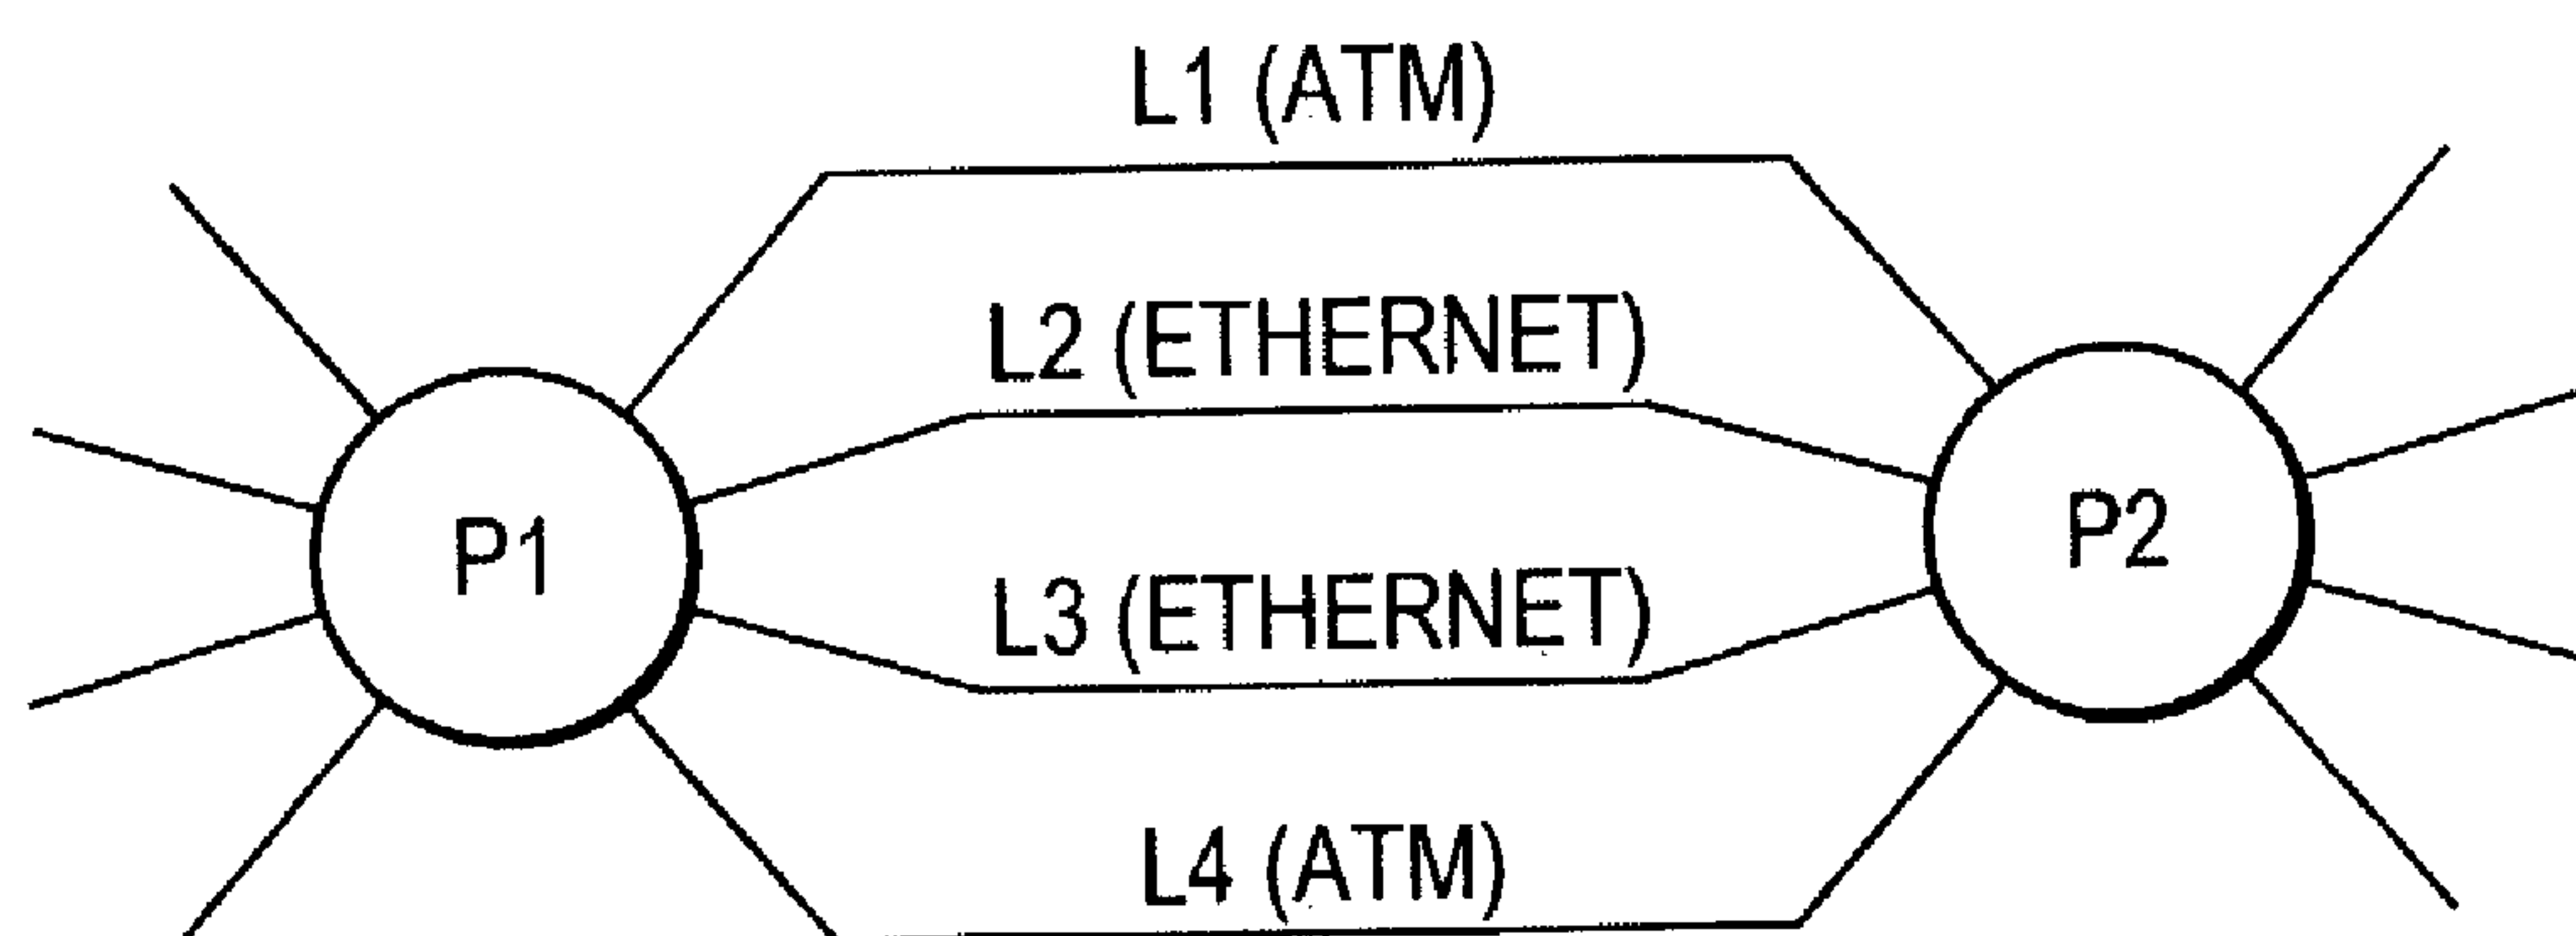 L1 (ATM)
L2 (ETHERNET)
P1
P2
L3 (ETHERNET)
L4 (ATM)